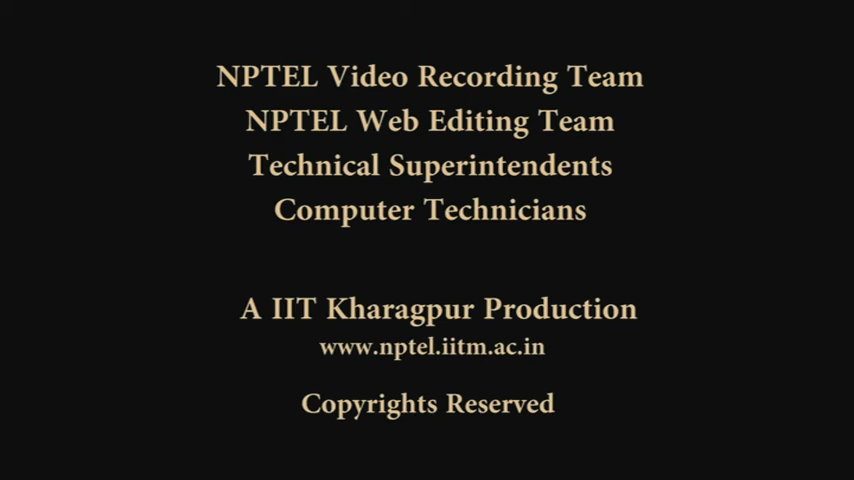 NPTEL Video Recording Team
NPTEL Web Editing Team
Technical Superintendents
Computer Technicians
A IIT Kharagpur Production
www.nptel.iitm.ac.in
Copyrights Reserved